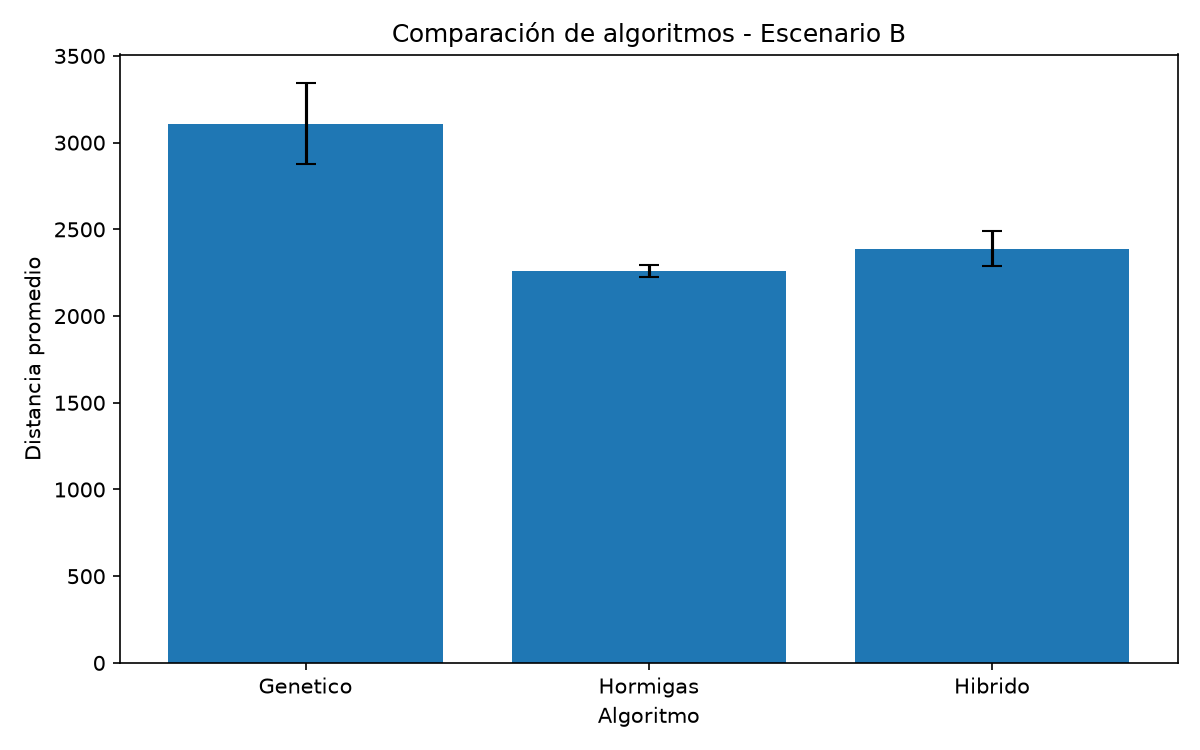 Comparación de algoritmos - Escenario B
3500
3000
2500
2000
1500
1000
500
0
Distancia promedio
Genetico
Hormigas
Hibrido
Algoritmo